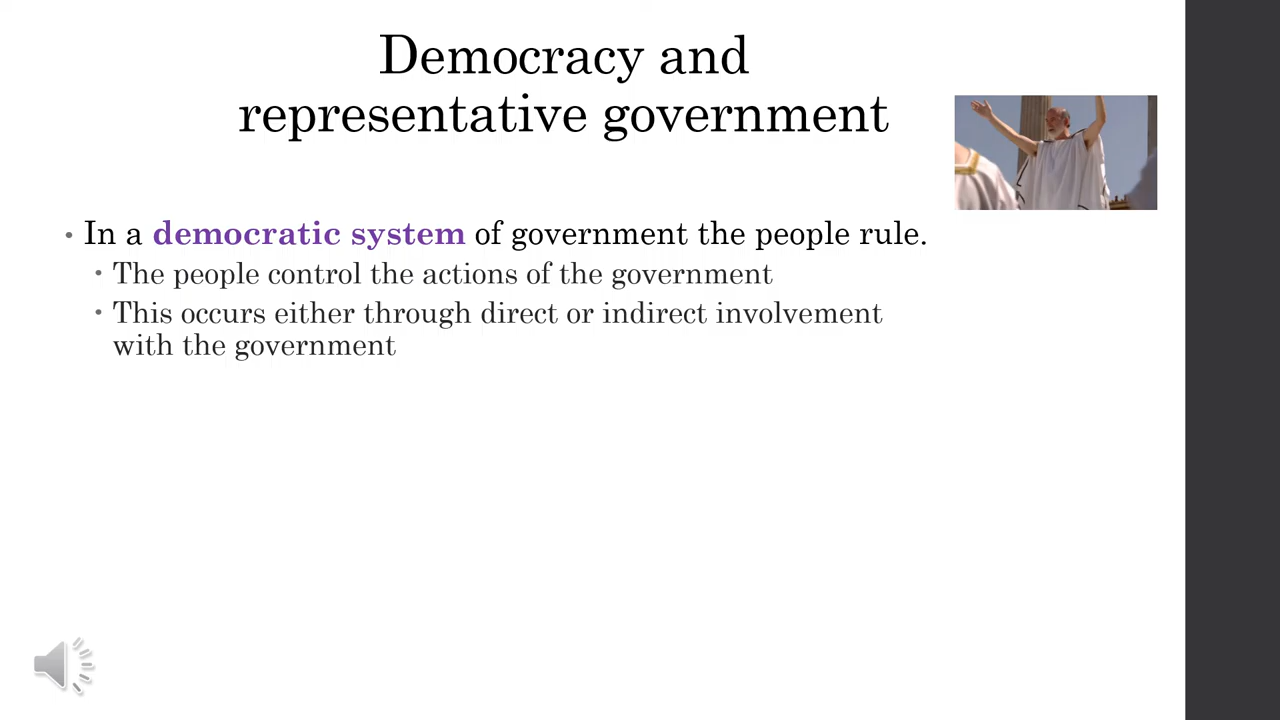 Democracy and
representative government
• In a democratic system of government the people rule.
• The people control the actions of the government
• This occurs either through direct or indirect involvement
with the government